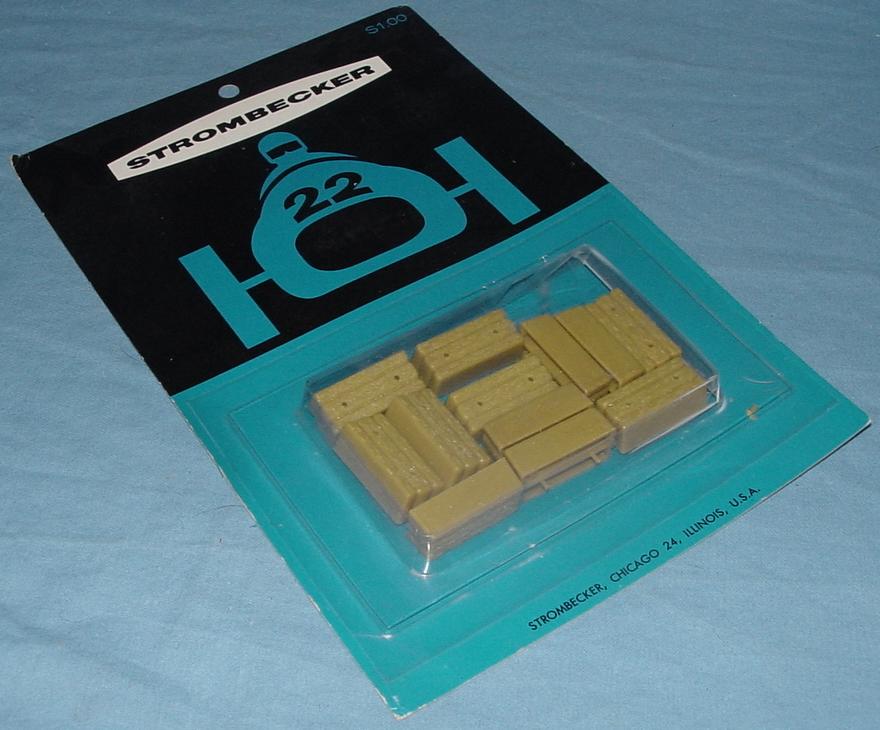 $1.00
STROMBECKER
22
STROMBECKER, CHICAGO 24, ILLINOIS, U.S.A.